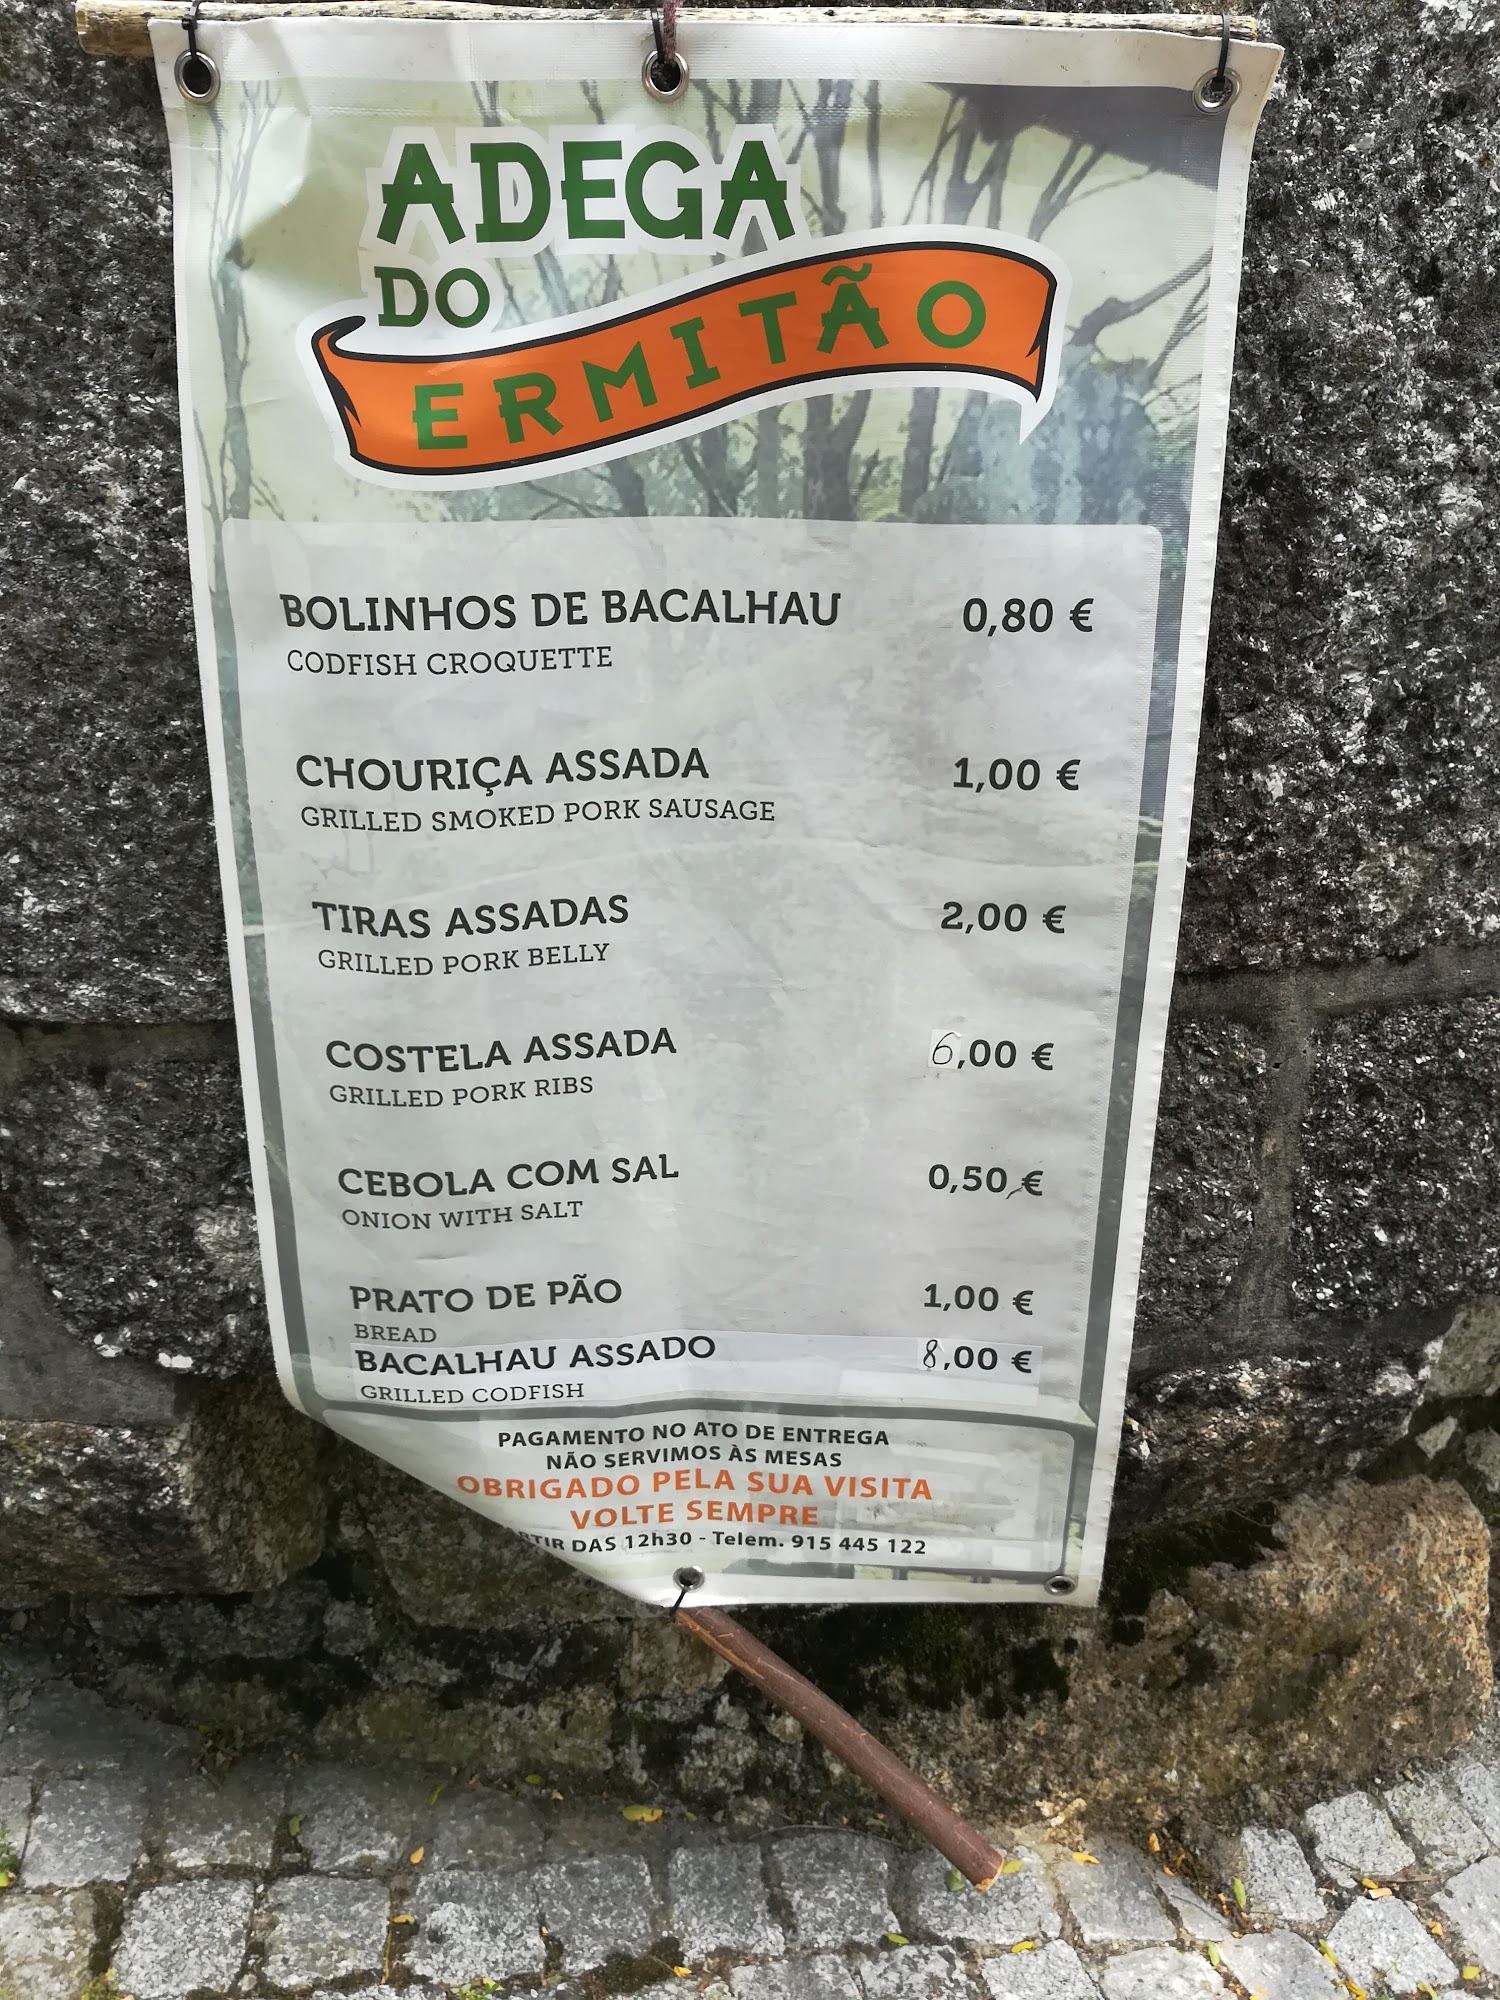 ADEGA
DO
ERMITÃO
BOLINHOS DE BACALHAU 0,80 €
CODFISH CROQUETTE
CHOURIÇA ASSADA 1,00 €
GRILLED SMOKED PORK SAUSAGE
TIRAS ASSADAS 2,00 €
GRILLED PORK BELLY
COSTELA ASSADA 6,00 €
GRILLED PORK RIBS
CEBOLA COM SAL 0,50 €
ONION WITH SALT
PRATO DE PÃO 1,00 €
BREAD
BACALHAU ASSADO 8,00 €
GRILLED CODFISH
PAGAMENTO NO ATO DE ENTREGA
NÃO SERVIMOS ÀS MESAS
OBRIGADO PELA SUA VISITA
VOLTE SEMPRE
DAS 12h30 - Telem. 915 445 122